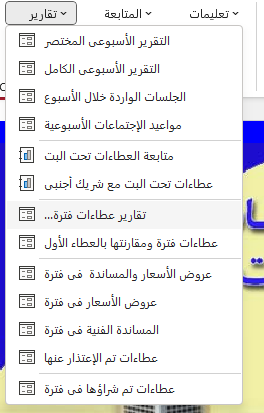 تعليمات
المتابعة
تقارير
التقرير الأسبوعى المختصر
التقرير الأسبوعى الكامل
الجلسات الواردة خلال الأسبوع
مواعيد الإجتماعات الأسبوعية
متابعة العطاءات تحت البت
عطاءات تحت البت مع شريك أجنبى
تقارير عطاءات فترة...
عطاءات فترة ومقارنتها بالعطاء الأول
عروض الأسعار والمساندة فى فترة
عروض الأسعار فى فترة
المساندة الفنية فى فترة
عطاءات تم الإعتذار عنها
عطاءات تم شراؤها فى فترة